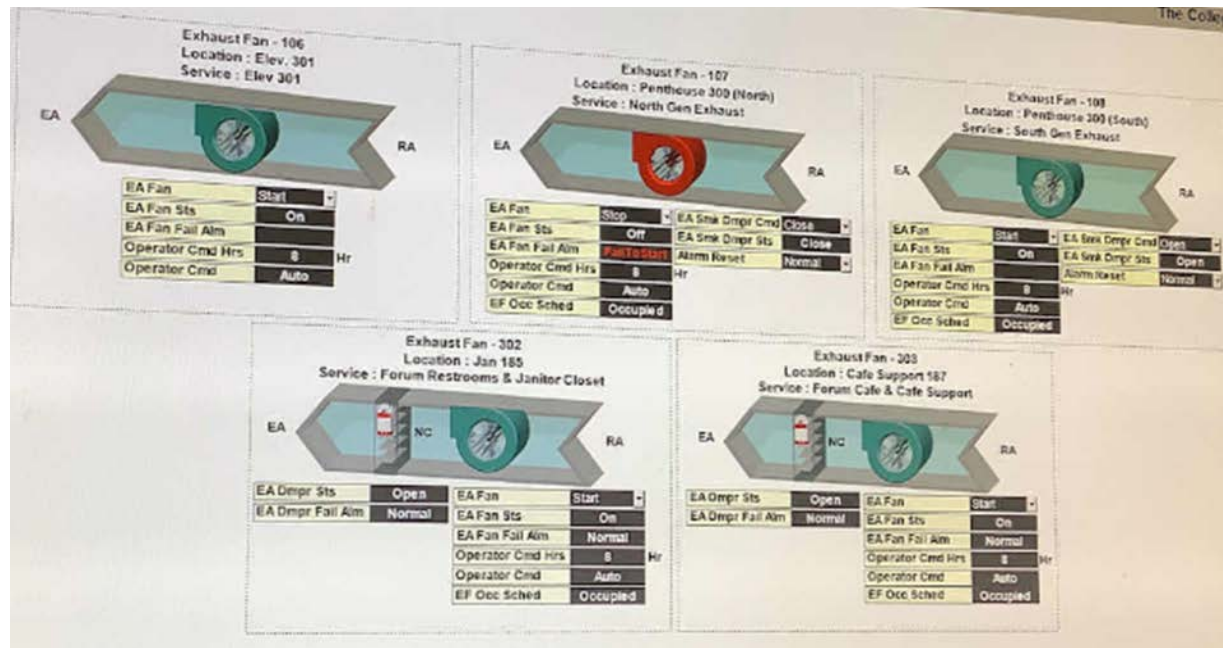 The Colle
Exhaust Fan - 106
Location : Elev. 301
Service : Elev 301
EA
RA
EA Fan Start
EA Fan Sts On
EA Fan Fail Alm
Operator Cmd Hrs 8 Hr
Operator Cmd Auto
Exhaust Fan - 107
Location : Penthouse 300 (North)
Service : North Gen Exhaust
EA
RA
EA Fan Stop EA Smk Dmpr Cmd Close
EA Fan Sts Off EA Smk Dmpr Sts Close
EA Fan Fail Alm FailToStart Alarm Reset Normal
Operator Cmd Hrs 8 Hr
Operator Cmd Auto
EF Occ Sched Occupied
Exhaust Fan - 108
Location : Penthouse 300 (South)
Service : South Gen Exhaust
EA
RA
EA Fan Start EA Smk Dmpr Cmd Open
EA Fan Sts On EA Smk Dmpr Sts Open
EA Fan Fail Alm Alarm Reset Normal
Operator Cmd Hrs 8 Hr
Operator Cmd Auto
EF Occ Sched Occupied
Exhaust Fan - 302
Location : Jan 185
Service : Forum Restrooms & Janitor Closet
EA
NC
RA
EA Dmpr Sts Open EA Fan Start
EA Dmpr Fail Alm Normal EA Fan Sts On
EA Fan Fail Alm Normal
Operator Cmd Hrs 8 Hr
Operator Cmd Auto
EF Occ Sched Occupied
Exhaust Fan - 303
Location : Cafe Support 187
Service : Forum Cafe & Cafe Support
EA
NC
RA
EA Dmpr Sts Open EA Fan Start
EA Dmpr Fail Alm Normal EA Fan Sts On
EA Fan Fail Alm Normal
Operator Cmd Hrs 8 Hr
Operator Cmd Auto
EF Occ Sched Occupied